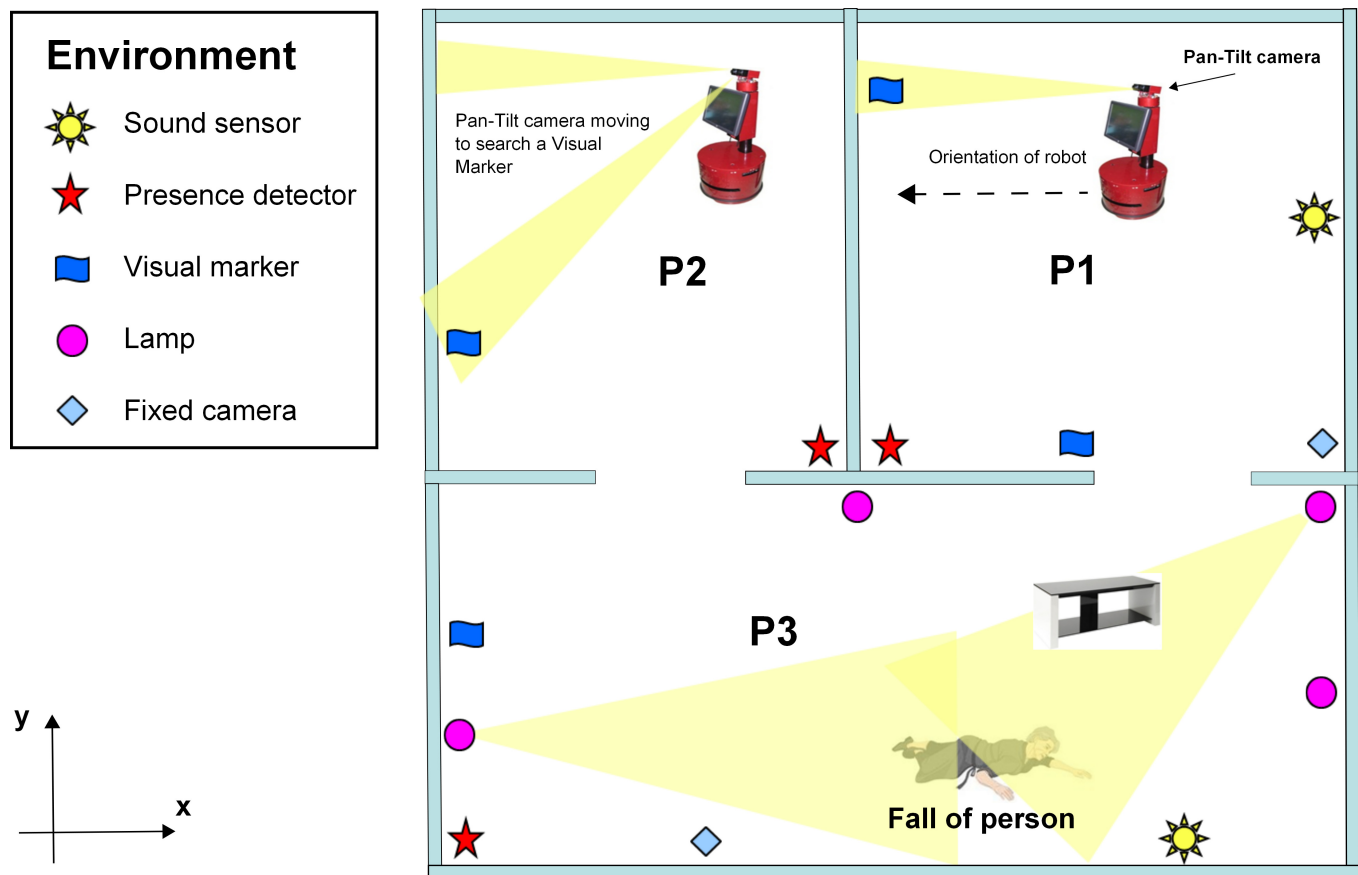 Environment
Sound sensor
Presence detector
Visual marker
Lamp
Fixed camera
Pan-Tilt camera
Pan-Tilt camera moving
to search a Visual
Marker
Orientation of robot
P2
P1
P3
Fall of person
y
x